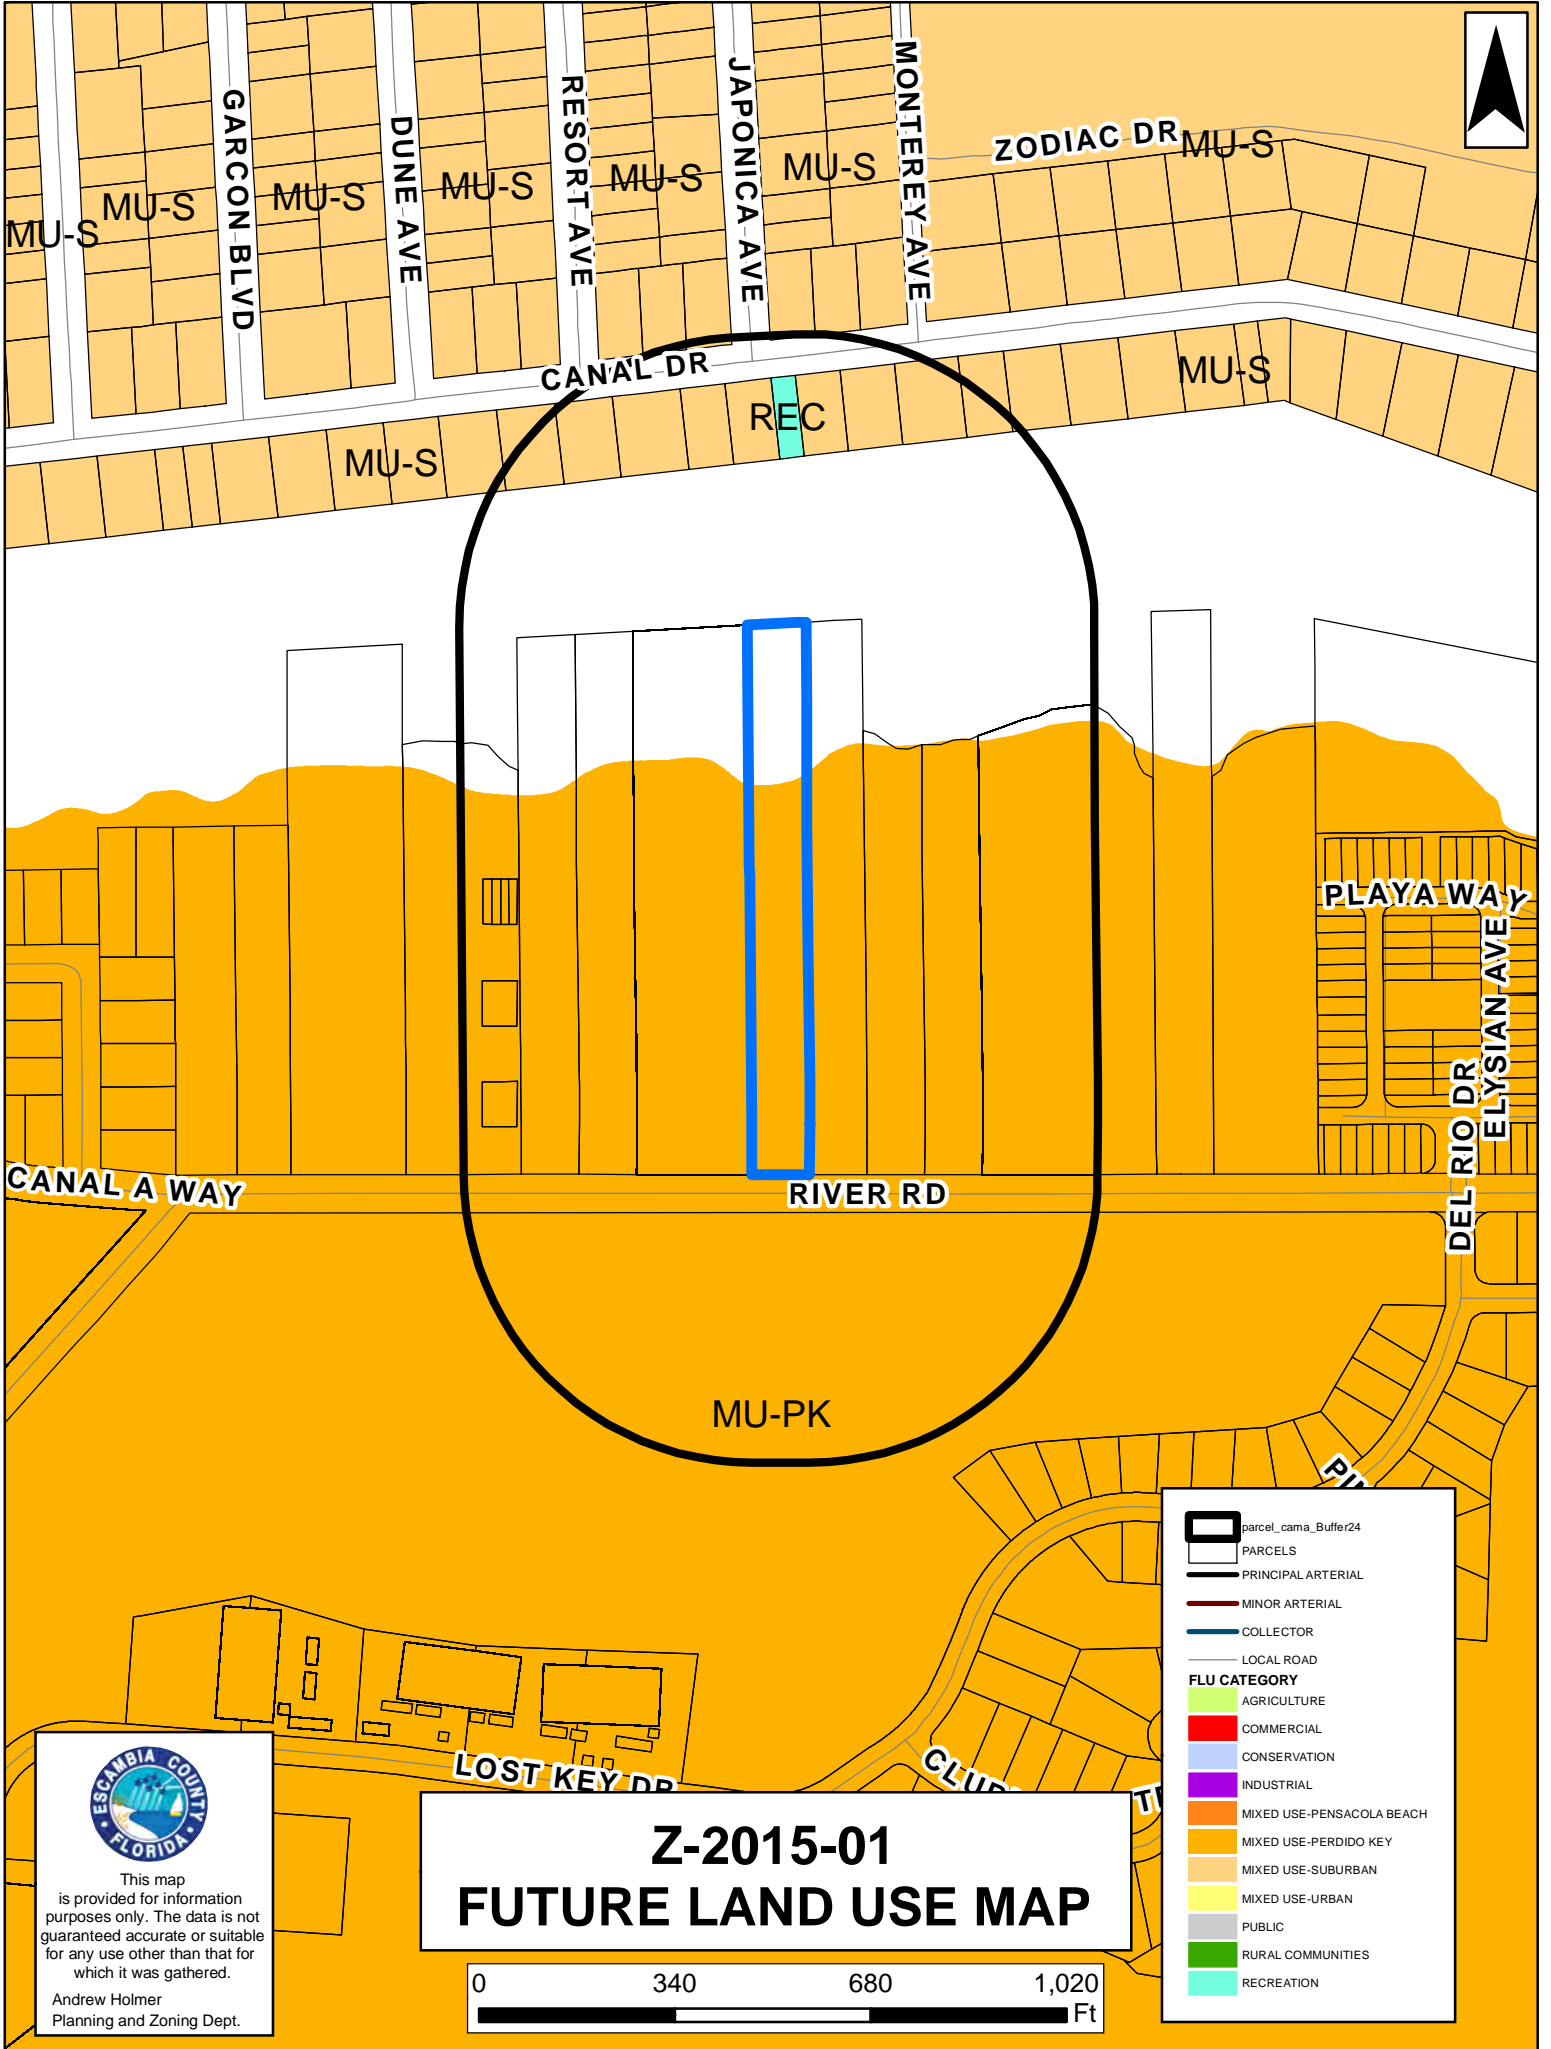 GARCON BLVD
DUNE AVE
RESORT AVE
JAPONICA AVE
MONTEREY AVE
ZODIAC DR
MU-S
MU-S
MU-S
MU-S
MU-S
MU-S
MU-S
CANAL DR
MU-S
REC
MU-S
PLAYA WAY
ELYSIAN AVE
DEL RIO DR
CANAL A WAY
RIVER RD
MU-PK
LOST KEY DR
parcel_cama_Buffer24
PARCELS
PRINCIPAL ARTERIAL
MINOR ARTERIAL
COLLECTOR
LOCAL ROAD
FLU CATEGORY
AGRICULTURE
COMMERCIAL
CONSERVATION
INDUSTRIAL
MIXED USE-PENSACOLA BEACH
MIXED USE-PERDIDO KEY
MIXED USE-SUBURBAN
MIXED USE-URBAN
PUBLIC
RURAL COMMUNITIES
RECREATION
ESCAMBIA COUNTY
FLORIDA
This map
is provided for information
purposes only. The data is not
guaranteed accurate or suitable
for any use other than that for
which it was gathered.
Andrew Holmer
Planning and Zoning Dept.
Z-2015-01
FUTURE LAND USE MAP
0 340 680 1,020
Ft